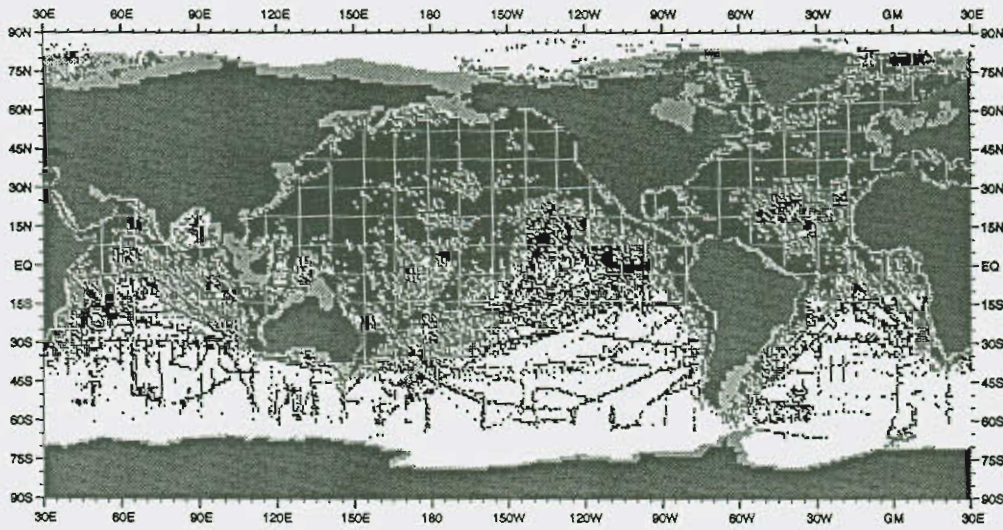 30E 60E 90E 120E 150E 180 150W 120W 90W 60W 30W GM 30E
90N 90N
75N 75N
60N 60N
45N 45N
30N 30N
15N 15N
EQ EQ
15S 15S
30S 30S
45S 45S
60S 60S
75S 75S
90S 90S
30E 60E 90E 120E 150E 180 150W 120W 90W 60W 30W GM 30E